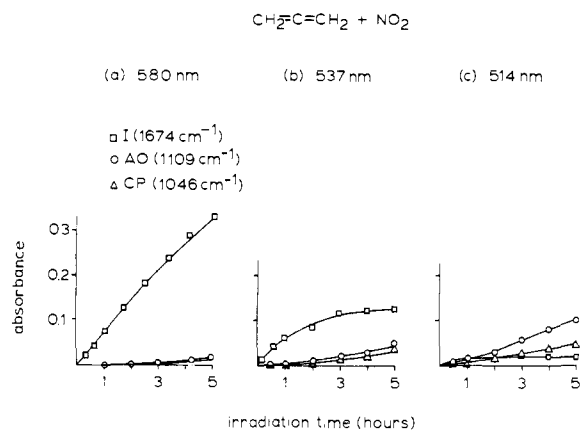 CH2=C=CH2 + NO2
(a) 580 nm (b) 537 nm (c) 514 nm
□ I (1674 cm⁻¹)
○ AO (1109 cm⁻¹)
△ CP (1046 cm⁻¹)
absorbance
0.3
0.2
0.1
1 3 5 1 3 5 1 3 5
irradiation time (hours)